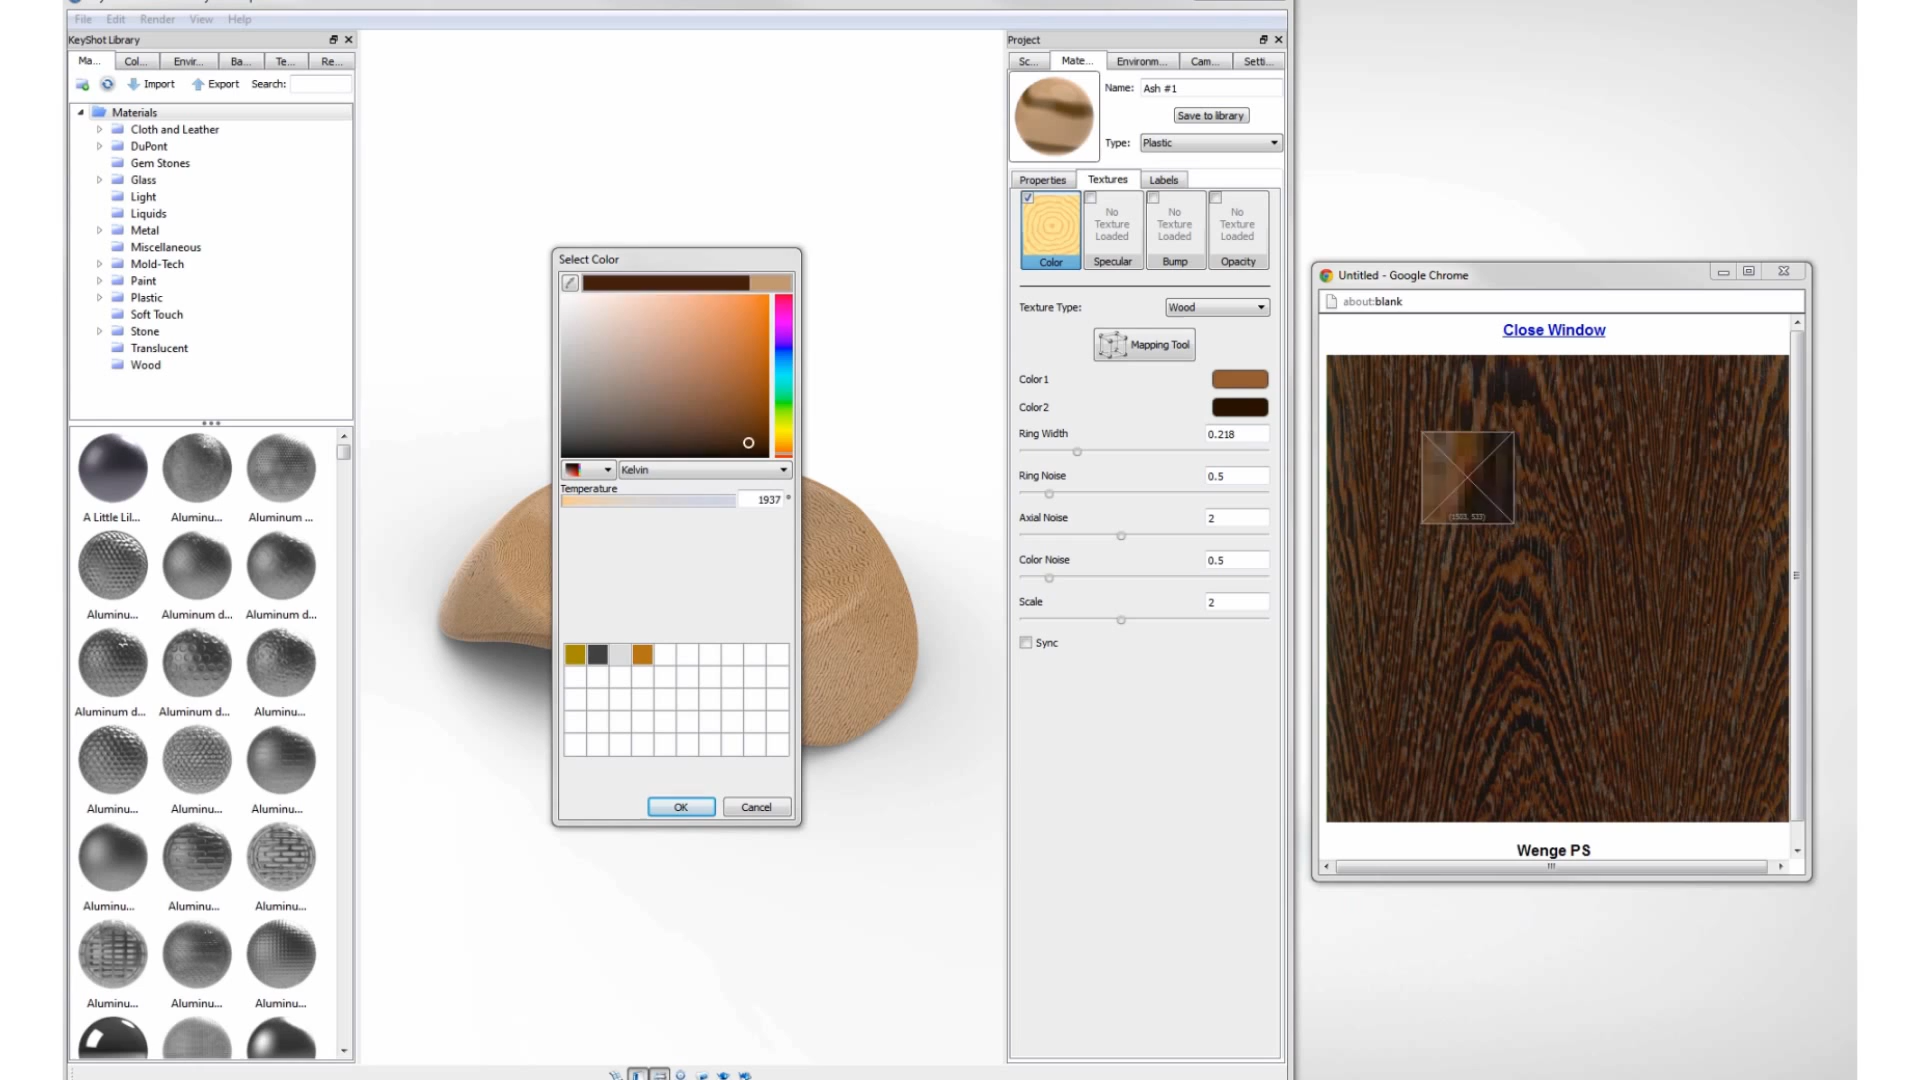 File Edit Render View Help
KeyShot Library
Ma... Col... Envir... Ba... Te... Re...
Import Export Search:
Materials
Cloth and Leather
DuPont
Gem Stones
Glass
Light
Liquids
Metal
Miscellaneous
Mold-Tech
Paint
Plastic
Soft Touch
Stone
Translucent
Wood
A Little Lil... Aluminu... Aluminum ...
Aluminu... Aluminum d... Aluminum d...
Aluminum d... Aluminum d... Aluminu...
Aluminu... Aluminu... Aluminu...
Aluminu... Aluminu... Aluminu...
Aluminu... Aluminu... Aluminu...
Select Color
Kelvin
Temperature
1937 °
OK Cancel
Project
Sc... Mate... Environm... Cam... Setti...
Name: Ash #1
Save to library
Type: Plastic
Properties Textures Labels
No Texture Loaded
No Texture Loaded
No Texture Loaded
Color Specular Bump Opacity
Texture Type: Wood
Mapping Tool
Color1
Color2
Ring Width 0.218
Ring Noise 0.5
Axial Noise 2
Color Noise 0.5
Scale 2
Sync
Untitled - Google Chrome
about:blank
Close Window
(1503, 533)
Wenge PS